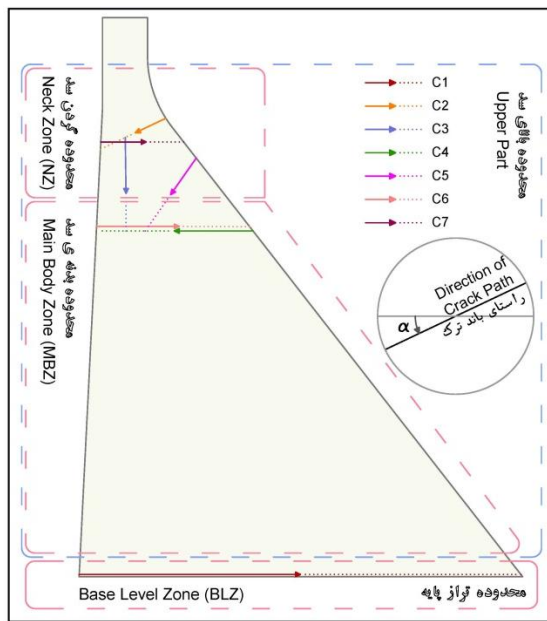 محدوده گردن سد
Neck Zone (NZ)
محدوده بدنه ی سد
Main Body Zone (MBZ)
C1
C2
C3
C4
C5
C6
C7
محدوده بالای سد
Upper Part
Direction of
Crack Path
راستای باند ترک
α
Base Level Zone (BLZ)
محدوده تراز پایه